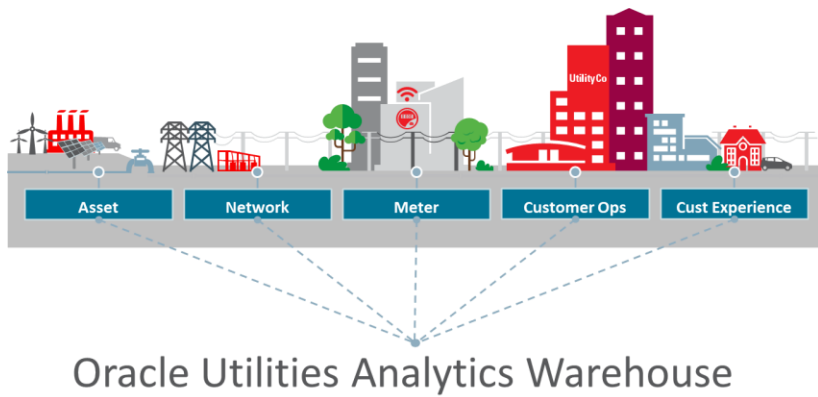 UtilityCo
Asset
Network
Meter
Customer Ops
Cust Experience
Oracle Utilities Analytics Warehouse